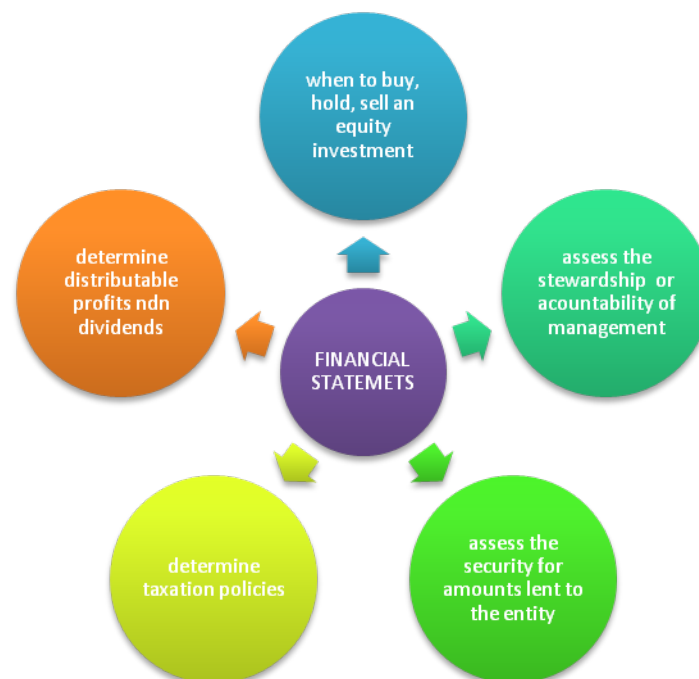 when to buy,
hold, sell an
equity
investment
determine
distributable
profits ndn
dividends
assess the
stewardship or
acountability of
management
FINANCIAL
STATEMETS
determine
taxation policies
assess the
security for
amounts lent to
the entity